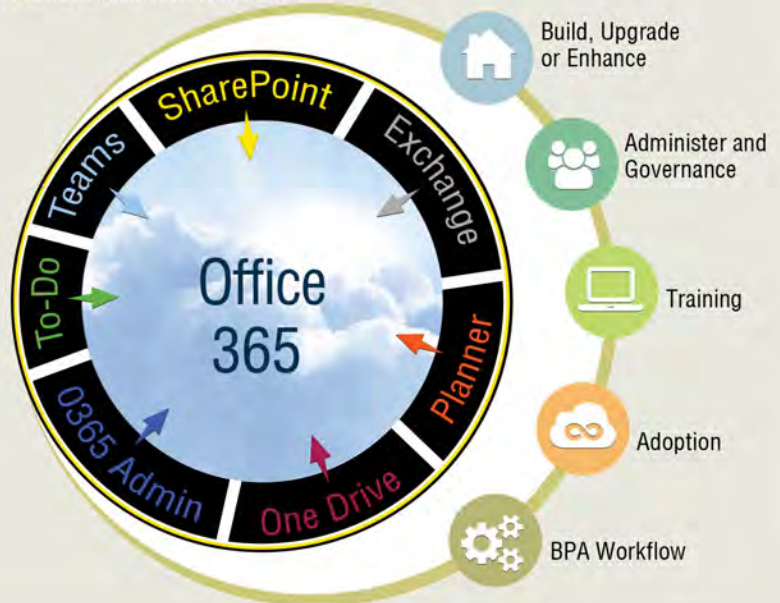 SharePoint
Exchange
Planner
One Drive
O365 Admin
To-Do
Teams
Office
365
Build, Upgrade
or Enhance
Administer and
Governance
Training
Adoption
BPA Workflow